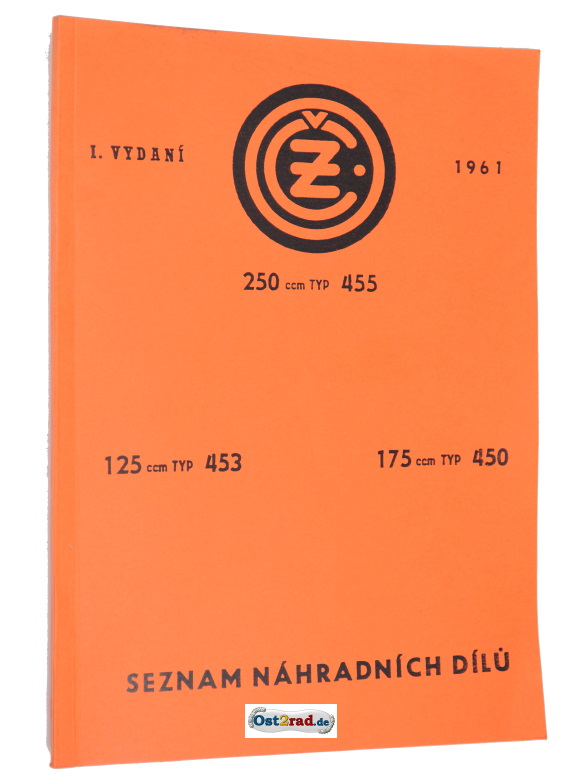 I. VYDANÍ
ČZ
1961
250 ccm TYP 455
125 ccm TYP 453
175 ccm TYP 450
SEZNAM NÁHRADNÍCH DÍLŮ
Ost2rad.de